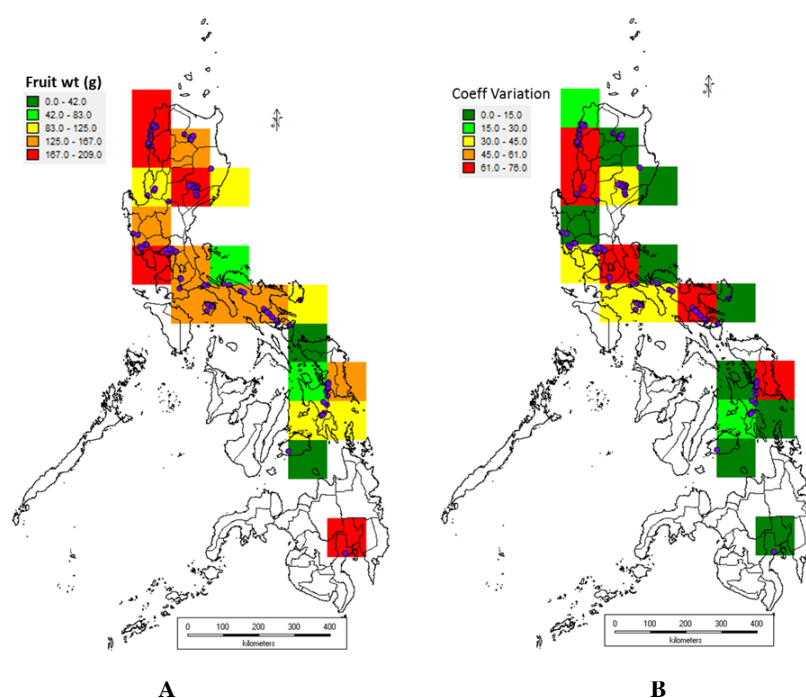 Fruit wt (g)
0.0 - 42.0
42.0 - 83.0
83.0 - 125.0
125.0 - 167.0
167.0 - 209.0
Coeff Variation
0.0 - 15.0
15.0 - 30.0
30.0 - 45.0
45.0 - 61.0
61.0 - 76.0
0 100 200 300 400
kilometers
0 100 200 300 400
kilometers
A
B